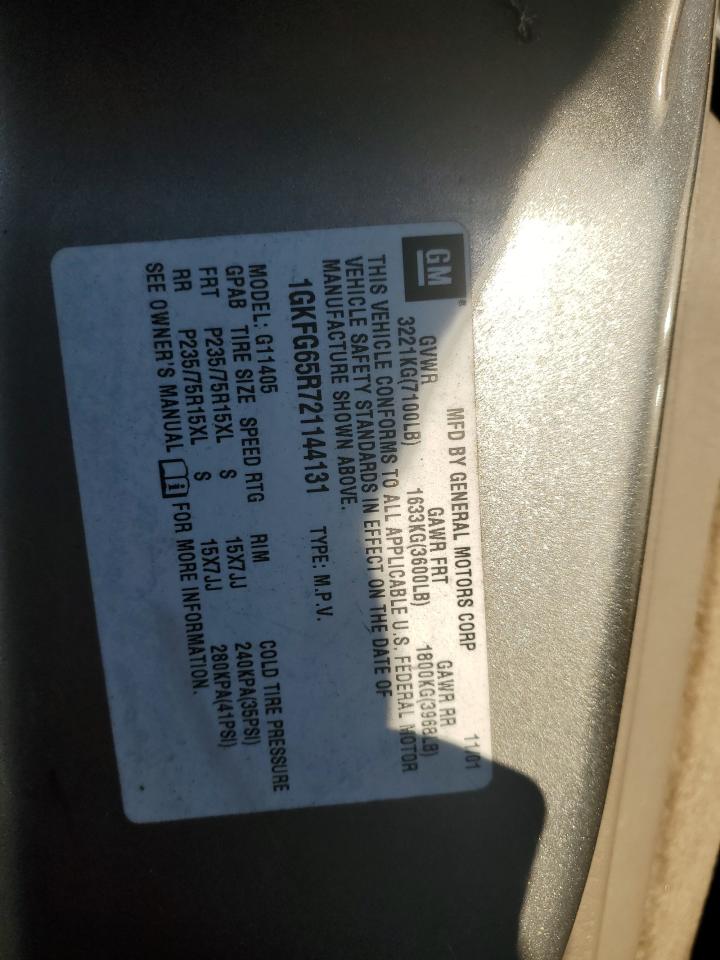 GM®
MFD BY GENERAL MOTORS CORP 11/01
GVWR GAWR FRT GAWR RR
3221KG(7100LB) 1633KG(3600LB) 1800KG(3968LB)
THIS VEHICLE CONFORMS TO ALL APPLICABLE U.S. FEDERAL MOTOR
VEHICLE SAFETY STANDARDS IN EFFECT ON THE DATE OF
MANUFACTURE SHOWN ABOVE.
1GKFG65R721144131 TYPE: M.P.V.
MODEL: G11405
GPAB TIRE SIZE SPEED RTG RIM COLD TIRE PRESSURE
FRT P235/75R15XL S 15X7JJ 240KPA(35PSI)
RR P235/75R15XL S 15X7JJ 280KPA(41PSI)
SEE OWNER'S MANUAL i FOR MORE INFORMATION.